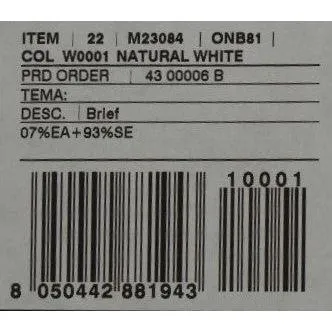 ITEM | 22 | M23084 | ONB81 |
COL W0001 NATURAL WHITE
PRD ORDER | 43 00006 B
TEMA:
DESC. | Brief
07%EA+93%SE
10001
8 050442 881943